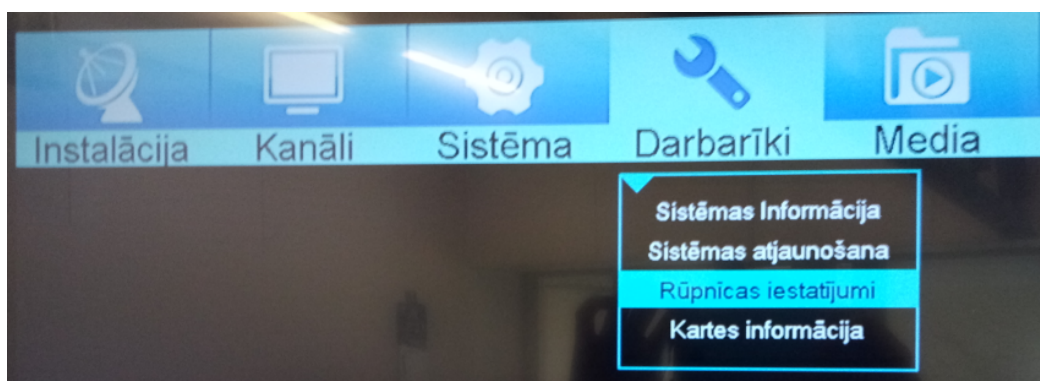 Instalācija Kanāli Sistēma Darbarīki Media
Sistēmas Informācija
Sistēmas atjaunošana
Rūpnīcas iestatījumi
Kartes informācija